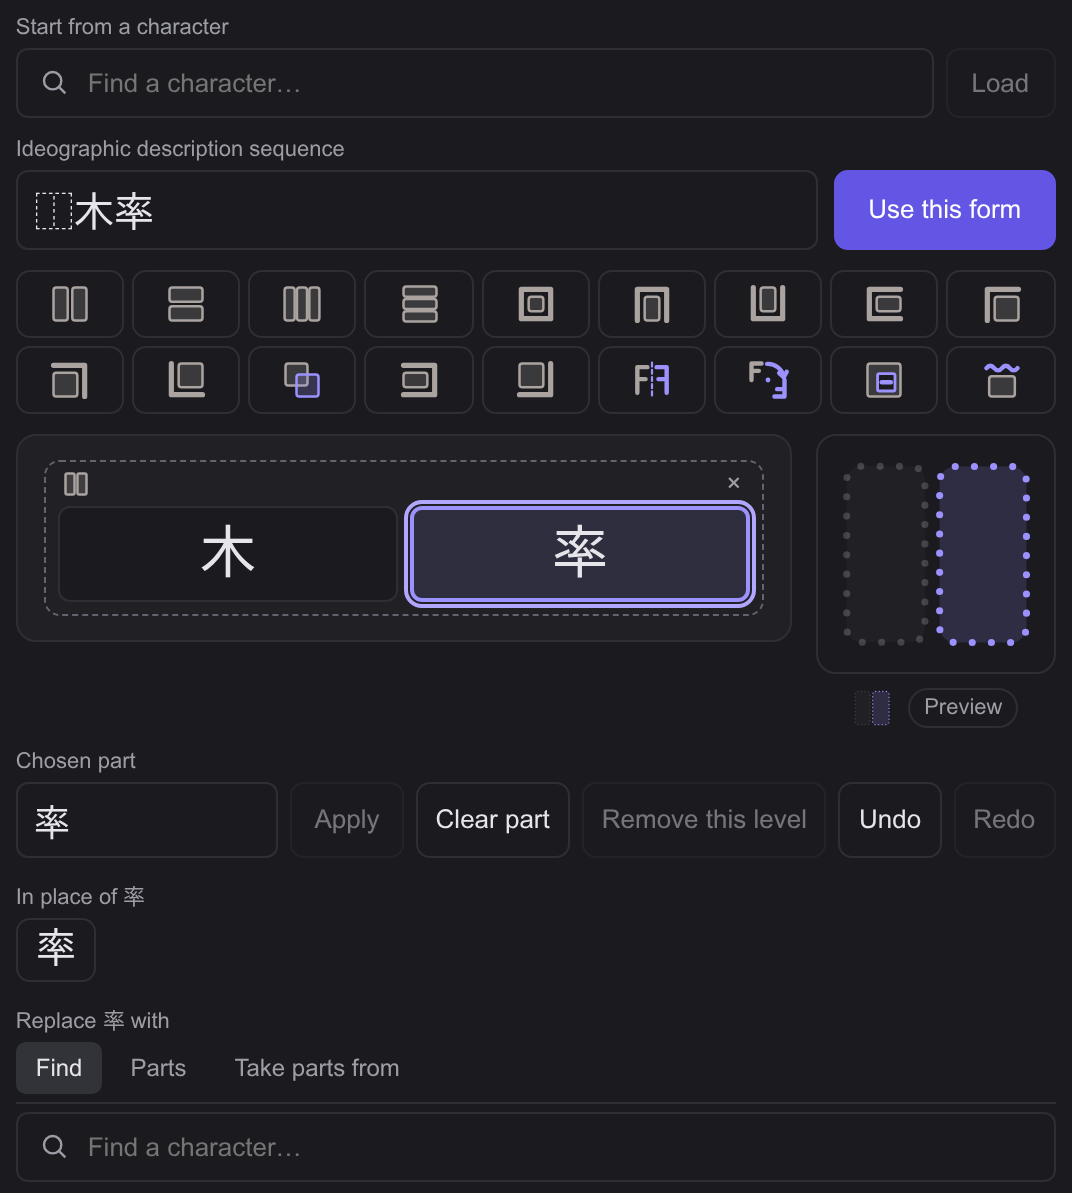 Start from a character
Find a character…
Load
Ideographic description sequence
⿰木率
Use this form
木
×
率
Preview
Chosen part
率
Apply
Clear part
Remove this level
Undo
Redo
In place of 率
Replace 率 with
Find
Parts
Take parts from
Find a character…